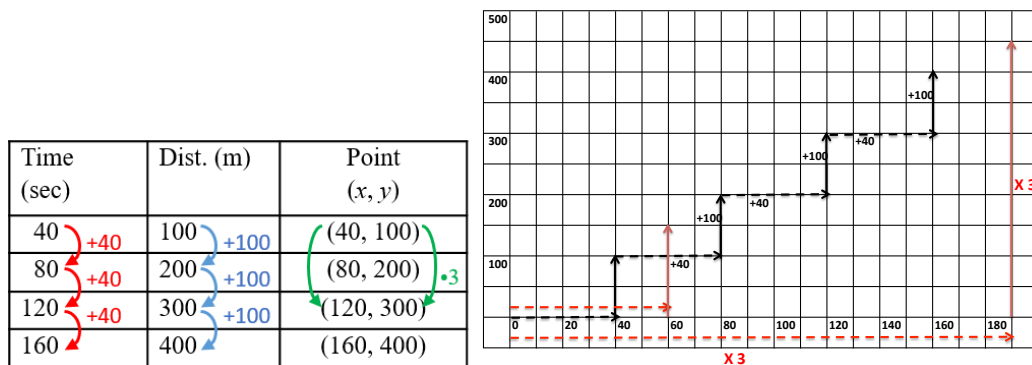 Time (sec) Dist. (m) Point (x, y)
40 +40 100 +100 (40, 100)
80 +40 200 +100 (80, 200) •3
120 +40 300 +100 (120, 300)
160 400 (160, 400)
500
400
+100
300
+100 +40
X 3
200
+100 +40
100
+40
0 20 40 60 80 100 120 140 160 180
X 3